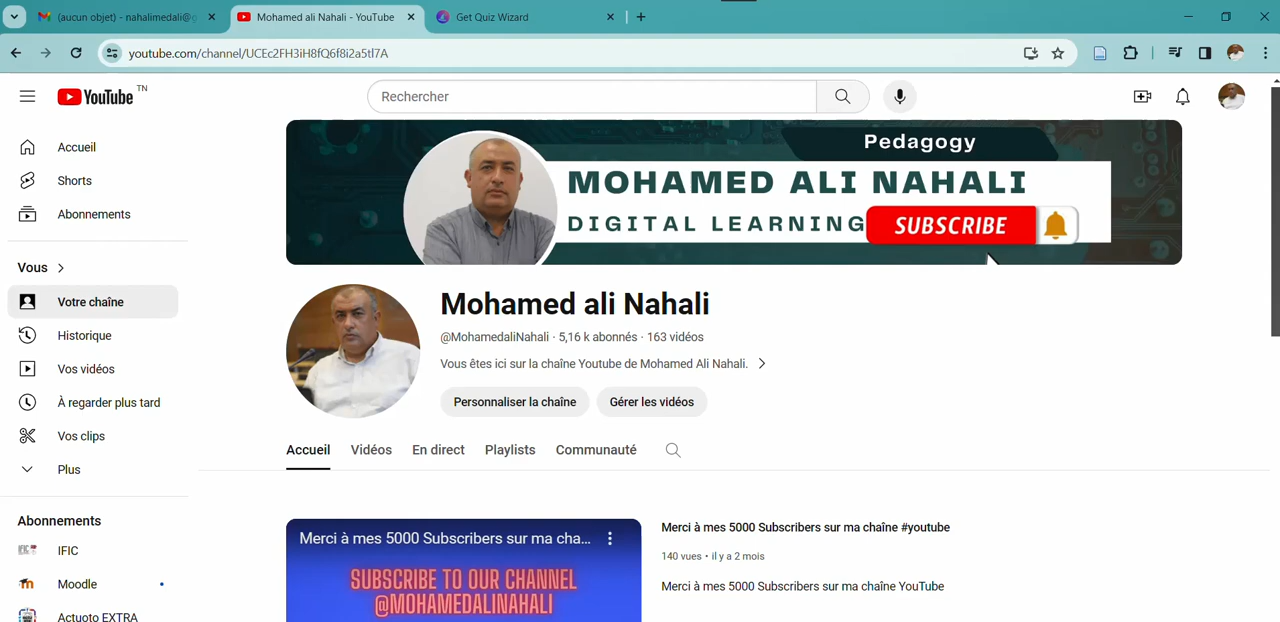 (aucun objet) - nahalimedali@g
Mohamed ali Nahali - YouTube
Get Quiz Wizard
youtube.com/channel/UCEc2FH3iH8fQ6f8i2a5tl7A
YouTube TN
Rechercher
Accueil
Shorts
Abonnements
Vous
Votre chaîne
Historique
Vos vidéos
À regarder plus tard
Vos clips
Plus
Abonnements
IFIC
Moodle
Actuoto EXTRA
Pedagogy
MOHAMED ALI NAHALI
DIGITAL LEARNING
SUBSCRIBE
Mohamed ali Nahali
@MohamedaliNahali · 5,16 k abonnés · 163 vidéos
Vous êtes ici sur la chaîne Youtube de Mohamed Ali Nahali.
Personnaliser la chaîne
Gérer les vidéos
Accueil Vidéos En direct Playlists Communauté
Merci à mes 5000 Subscribers sur ma cha...
SUBSCRIBE TO OUR CHANNEL
@MOHAMEDALINAHALI
Merci à mes 5000 Subscribers sur ma chaîne #youtube
140 vues • il y a 2 mois
Merci à mes 5000 Subscribers sur ma chaîne YouTube